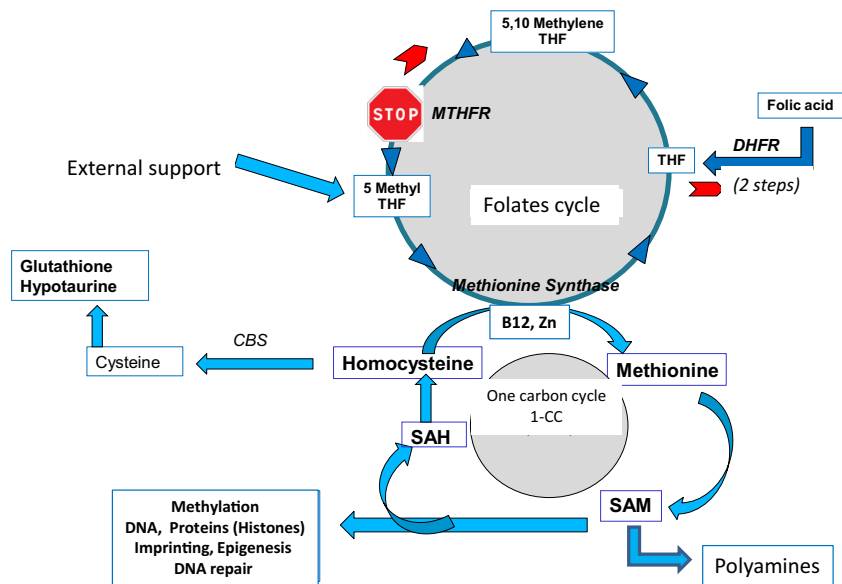 5,10 Methylene
THF
STOP
MTHFR
Folic acid
DHFR
(2 steps)
THF
External support
5 Methyl
THF
Folates cycle
Methionine Synthase
B12, Zn
Glutathione
Hypotaurine
CBS
Cysteine
Homocysteine
Methionine
One carbon cycle
1-CC
SAH
SAM
Methylation
DNA, Proteins (Histones)
Imprinting, Epigenesis
DNA repair
Polyamines